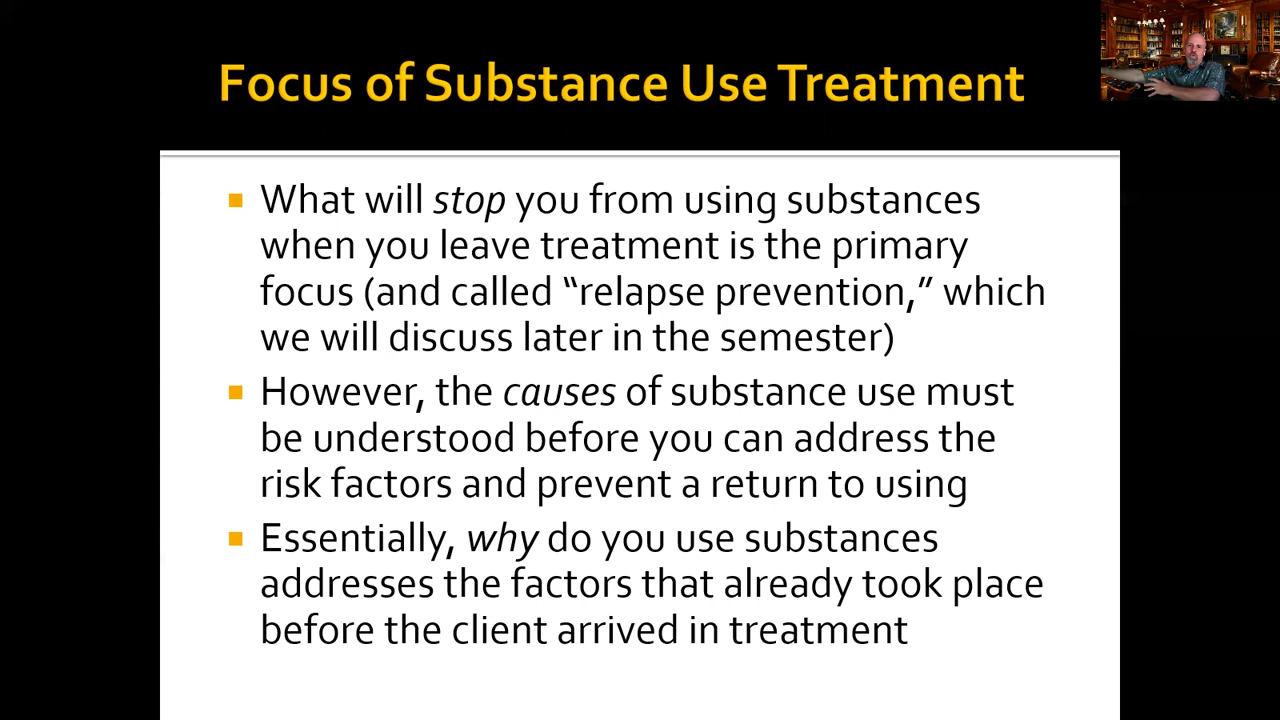 Focus of Substance Use Treatment
What will stop you from using substances
when you leave treatment is the primary
focus (and called “relapse prevention,” which
we will discuss later in the semester)
However, the causes of substance use must
be understood before you can address the
risk factors and prevent a return to using
Essentially, why do you use substances
addresses the factors that already took place
before the client arrived in treatment